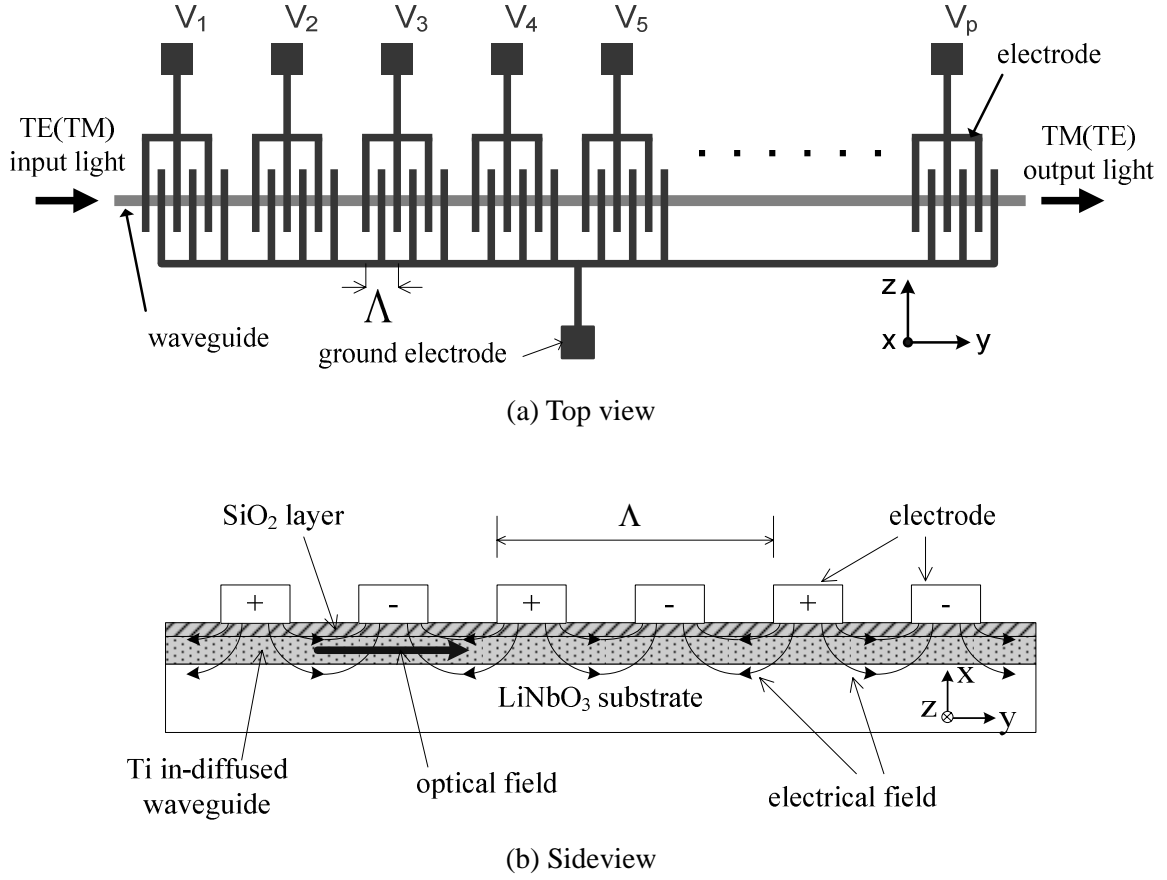 V1 V2 V3 V4 V5 Vp
electrode
TE(TM)
input light
TM(TE)
output light
. . . . . .
Λ
z
x y
waveguide
ground electrode
(a) Top view
SiO2 layer
Λ
electrode
+ - + - + -
LiNbO3 substrate
x
z y
Ti in-diffused
waveguide
optical field
electrical field
(b) Sideview